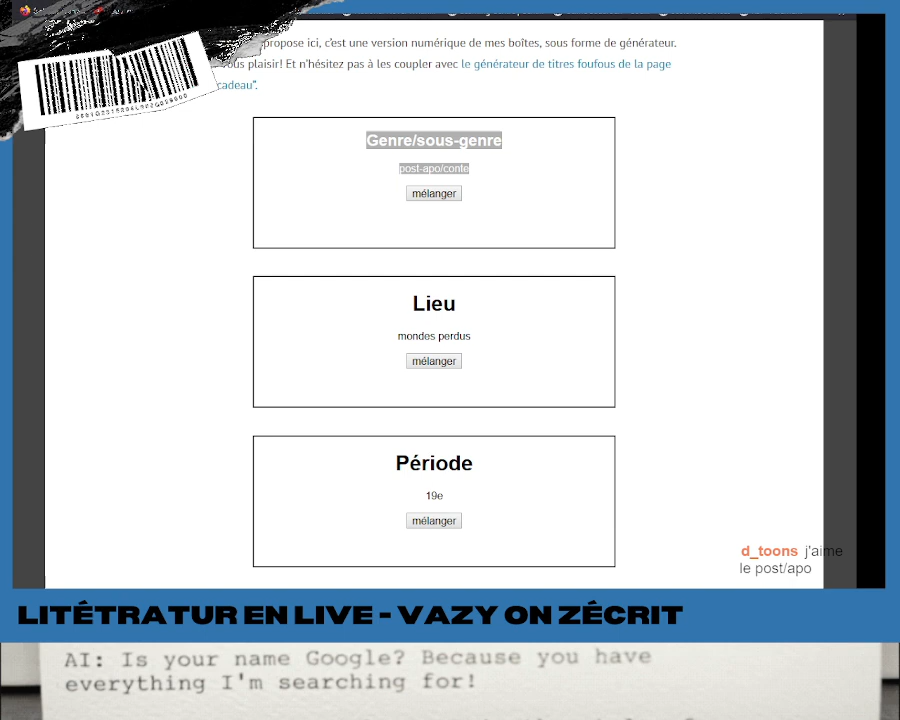 propose ici, c'est une version numérique de mes boîtes, sous forme de générateur.
plaisir! Et n'hésitez pas à les coupler avec le générateur de titres foufous de la page
cadeau".
Genre/sous-genre
post-apo/conte
mélanger
Lieu
mondes perdus
mélanger
Période
19e
mélanger
d_toons j'aime
le post/apo
LITÉTRATUR EN LIVE - VAZY ON ZÉCRIT
AI: Is your name Google? Because you have
everything I'm searching for!